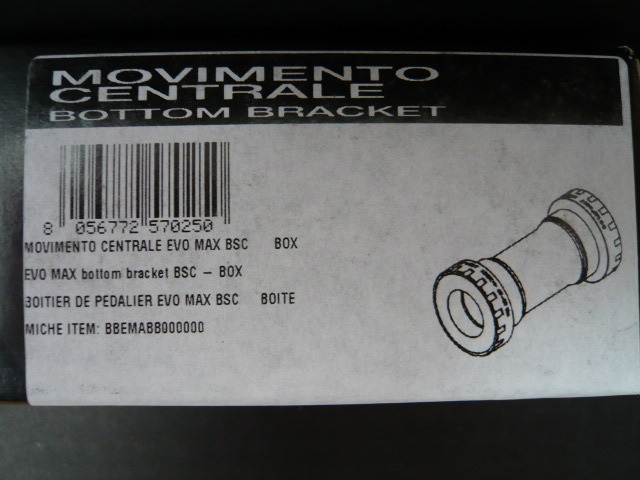 MOVIMENTO
CENTRALE
BOTTOM BRACKET
8 056772 570250
MOVIMENTO CENTRALE EVO MAX BSC BOX
EVO MAX bottom bracket BSC - BOX
BOITIER DE PEDALIER EVO MAX BSC BOITE
MICHE ITEM: BBEMABB000000